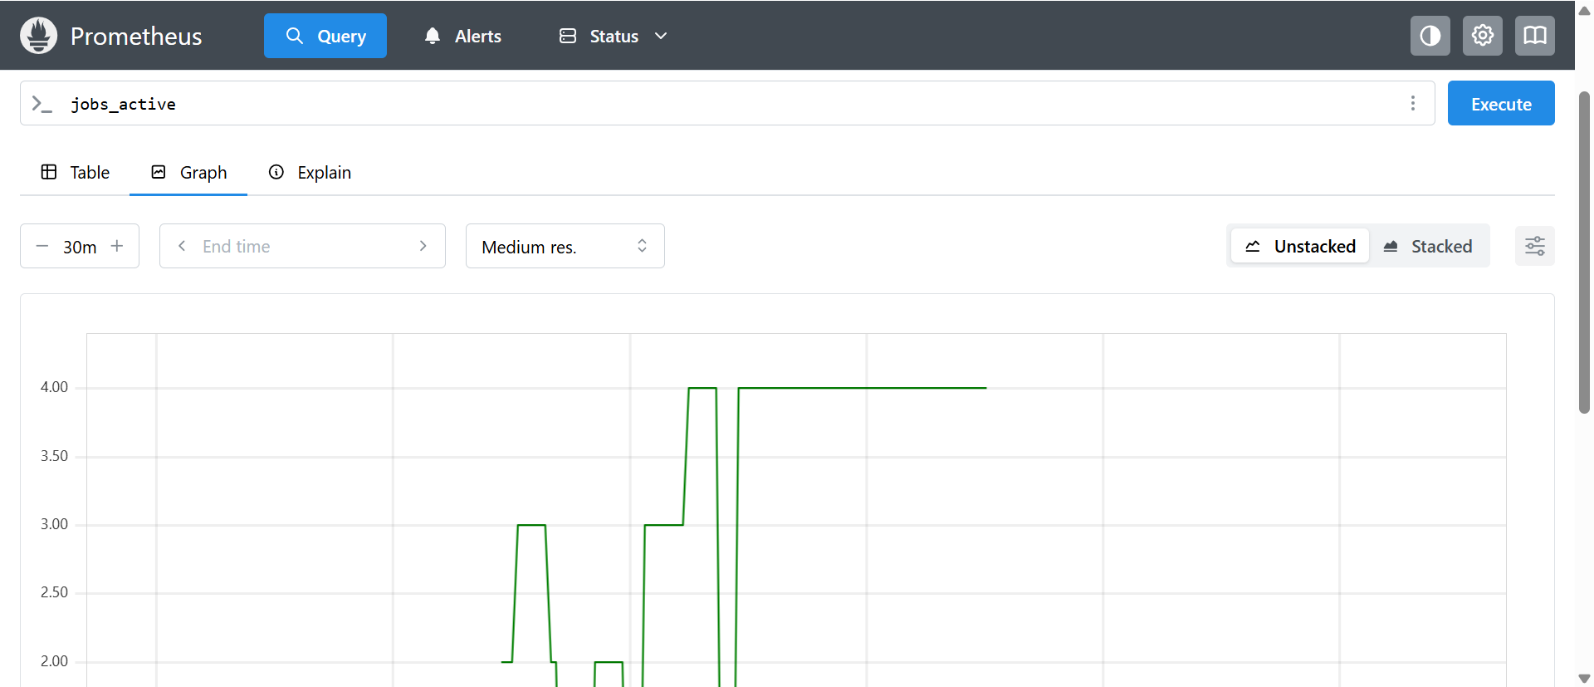 Prometheus Query Alerts Status
>_ jobs_active Execute
Table Graph Explain
− 30m + < End time > Medium res. Unstacked Stacked
4.00
3.50
3.00
2.50
2.00